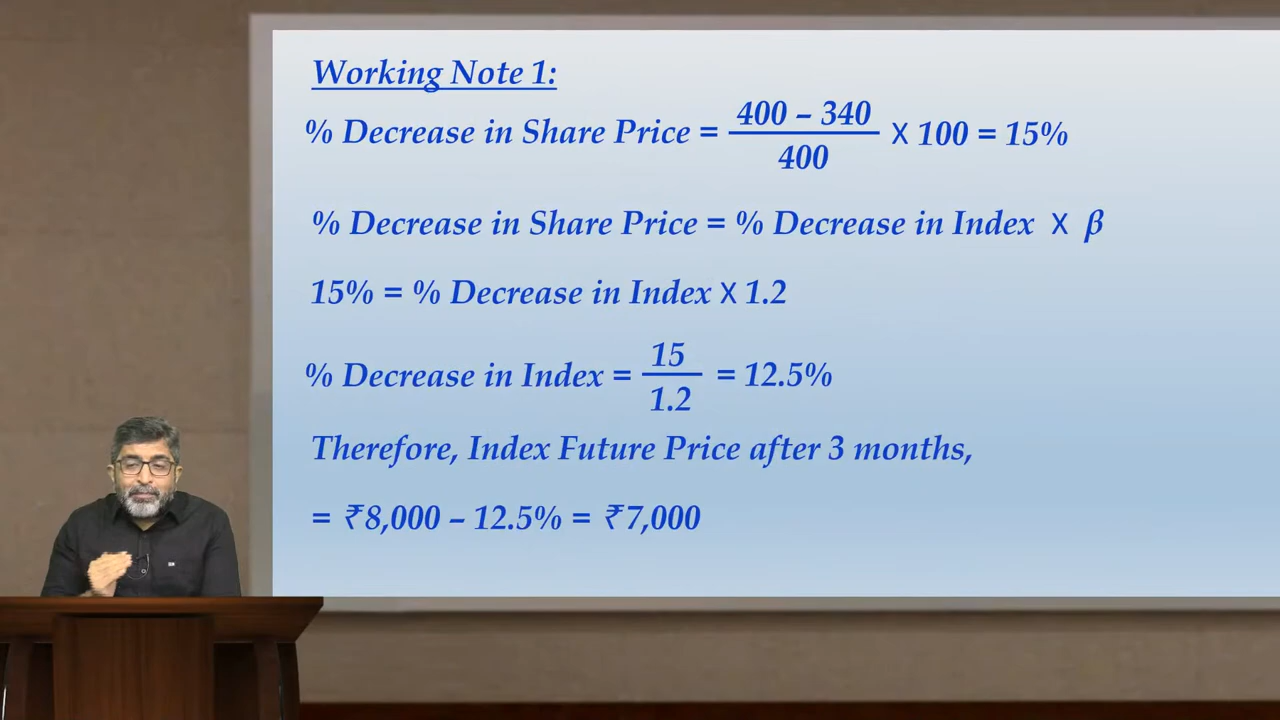 Working Note 1:
% Decrease in Share Price = 400 – 340 / 400 X 100 = 15%
% Decrease in Share Price = % Decrease in Index X β
15% = % Decrease in Index X 1.2
% Decrease in Index = 15 / 1.2 = 12.5%
Therefore, Index Future Price after 3 months,
= ₹8,000 – 12.5% = ₹7,000